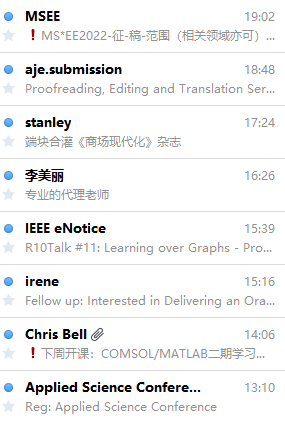 MSEE 19:02
❗MS*EE2022-征-稿-范围（相关领域亦可）...
aje.submission 18:48
Proofreading, Editing and Translation Ser...
stanley 17:24
端块台灌《商场现代化》杂志
李美丽 16:26
专业的代理老师
IEEE eNotice 15:39
R10Talk #11: Learning over Graphs - Pro...
irene 15:16
Fellow up: Interested in Delivering an Ora...
Chris Bell 14:06
❗下周开课：COMSOL/MATLAB二期学习...
Applied Science Confere... 13:10
Reg: Applied Science Conference